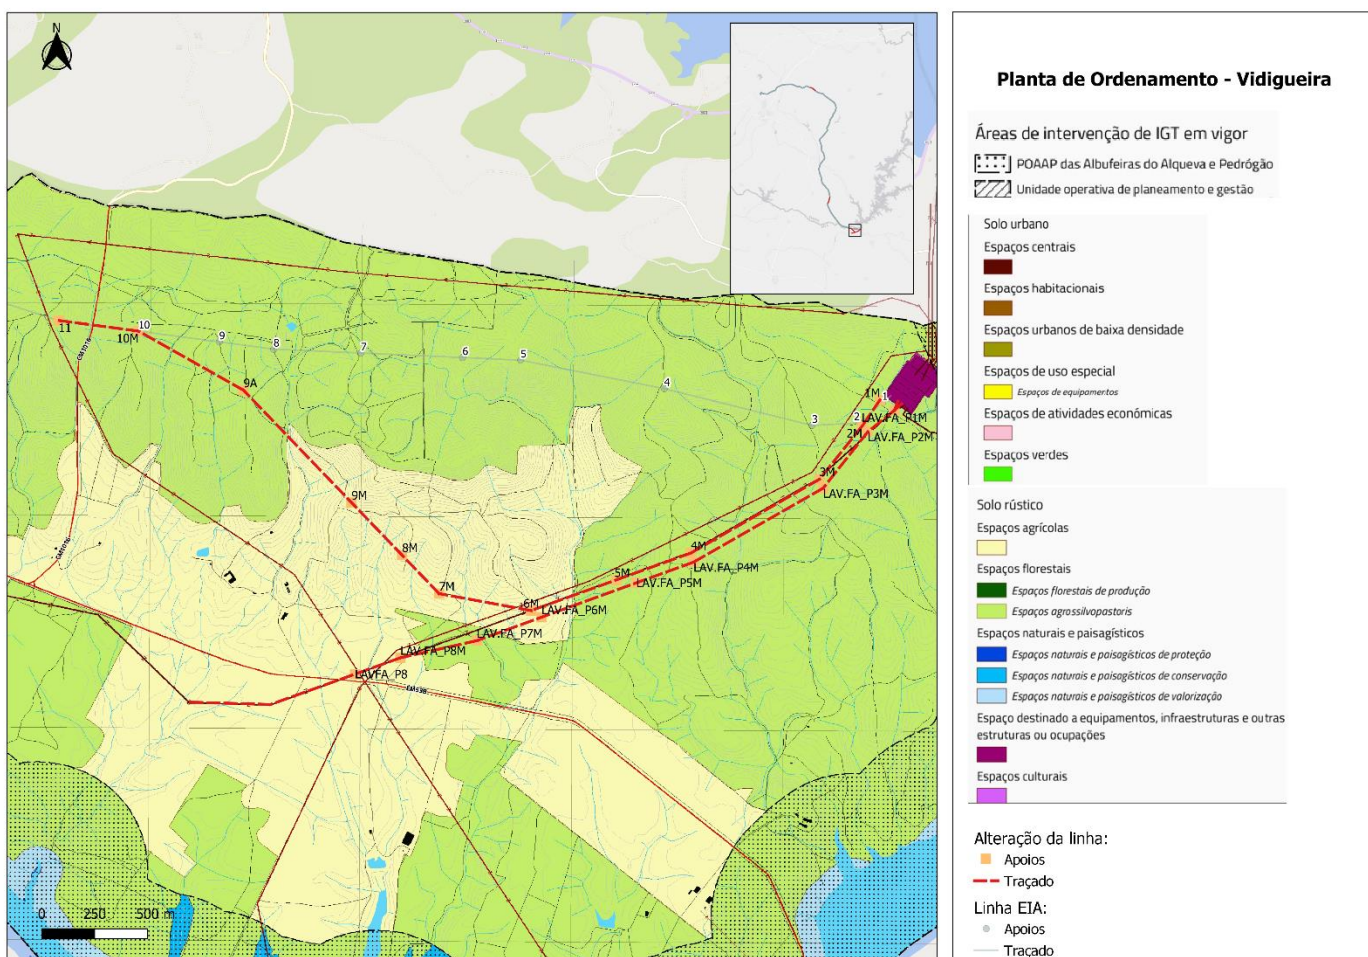 N
11
10
10M
9
8
7
6
5
4
3
2
1
1M
2M
LAV.FA_P1M
LAV.FA_P2M
3M
LAV.FA_P3M
4M
LAV.FA_P4M
5M
LAV.FA_P5M
6M
LAV.FA_P6M
LAV.FA_P7M
LAV.FA_P8M
LAVFA_P8
7M
8M
9M
9A
CM1016
CM1016
CM538
0 250 500 m
Planta de Ordenamento - Vidigueira
Áreas de intervenção de IGT em vigor
POAAP das Albufeiras do Alqueva e Pedrógão
Unidade operativa de planeamento e gestão
Solo urbano
Espaços centrais
Espaços habitacionais
Espaços urbanos de baixa densidade
Espaços de uso especial
Espaços de equipamentos
Espaços de atividades económicas
Espaços verdes
Solo rústico
Espaços agrícolas
Espaços florestais
Espaços florestais de produção
Espaços agrossilvopastoris
Espaços naturais e paisagísticos
Espaços naturais e paisagísticos de proteção
Espaços naturais e paisagísticos de conservação
Espaços naturais e paisagísticos de valorização
Espaço destinado a equipamentos, infraestruturas e outras
estruturas ou ocupações
Espaços culturais
Alteração da linha:
Apoios
Traçado
Linha EIA:
Apoios
Traçado